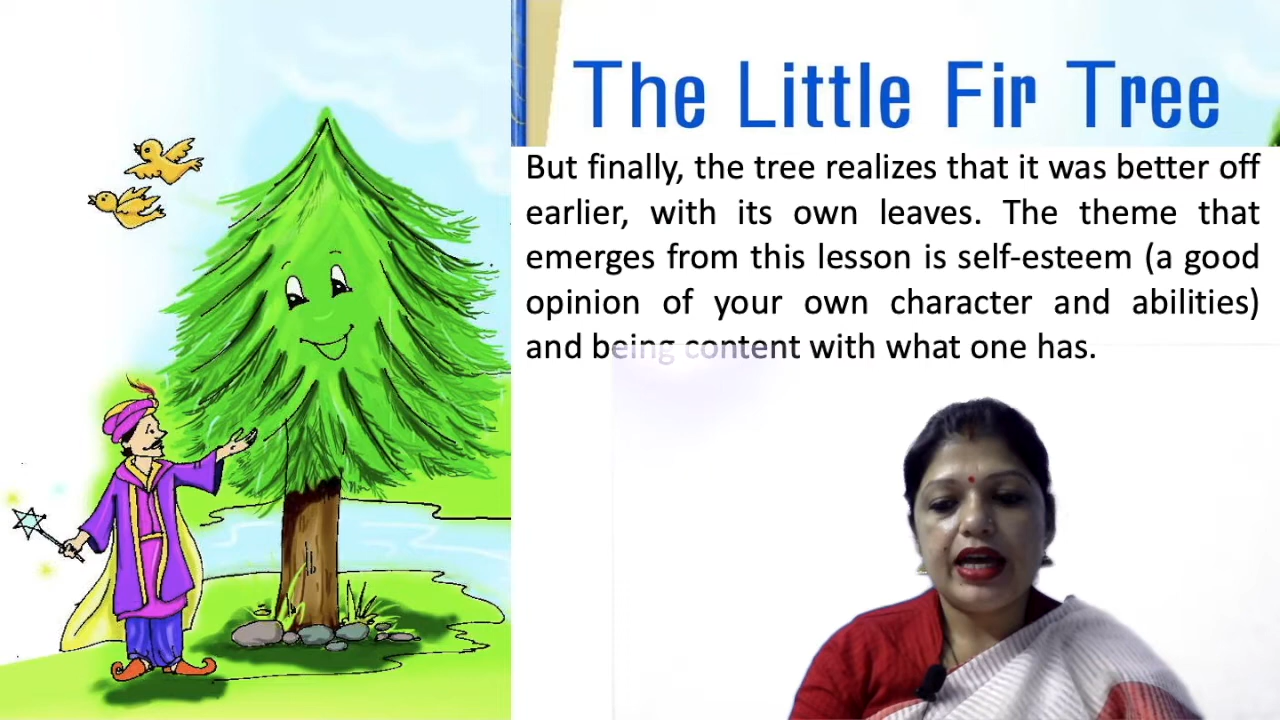 The Little Fir Tree
But finally, the tree realizes that it was better off
earlier, with its own leaves. The theme that
emerges from this lesson is self-esteem (a good
opinion of your own character and abilities)
and being content with what one has.